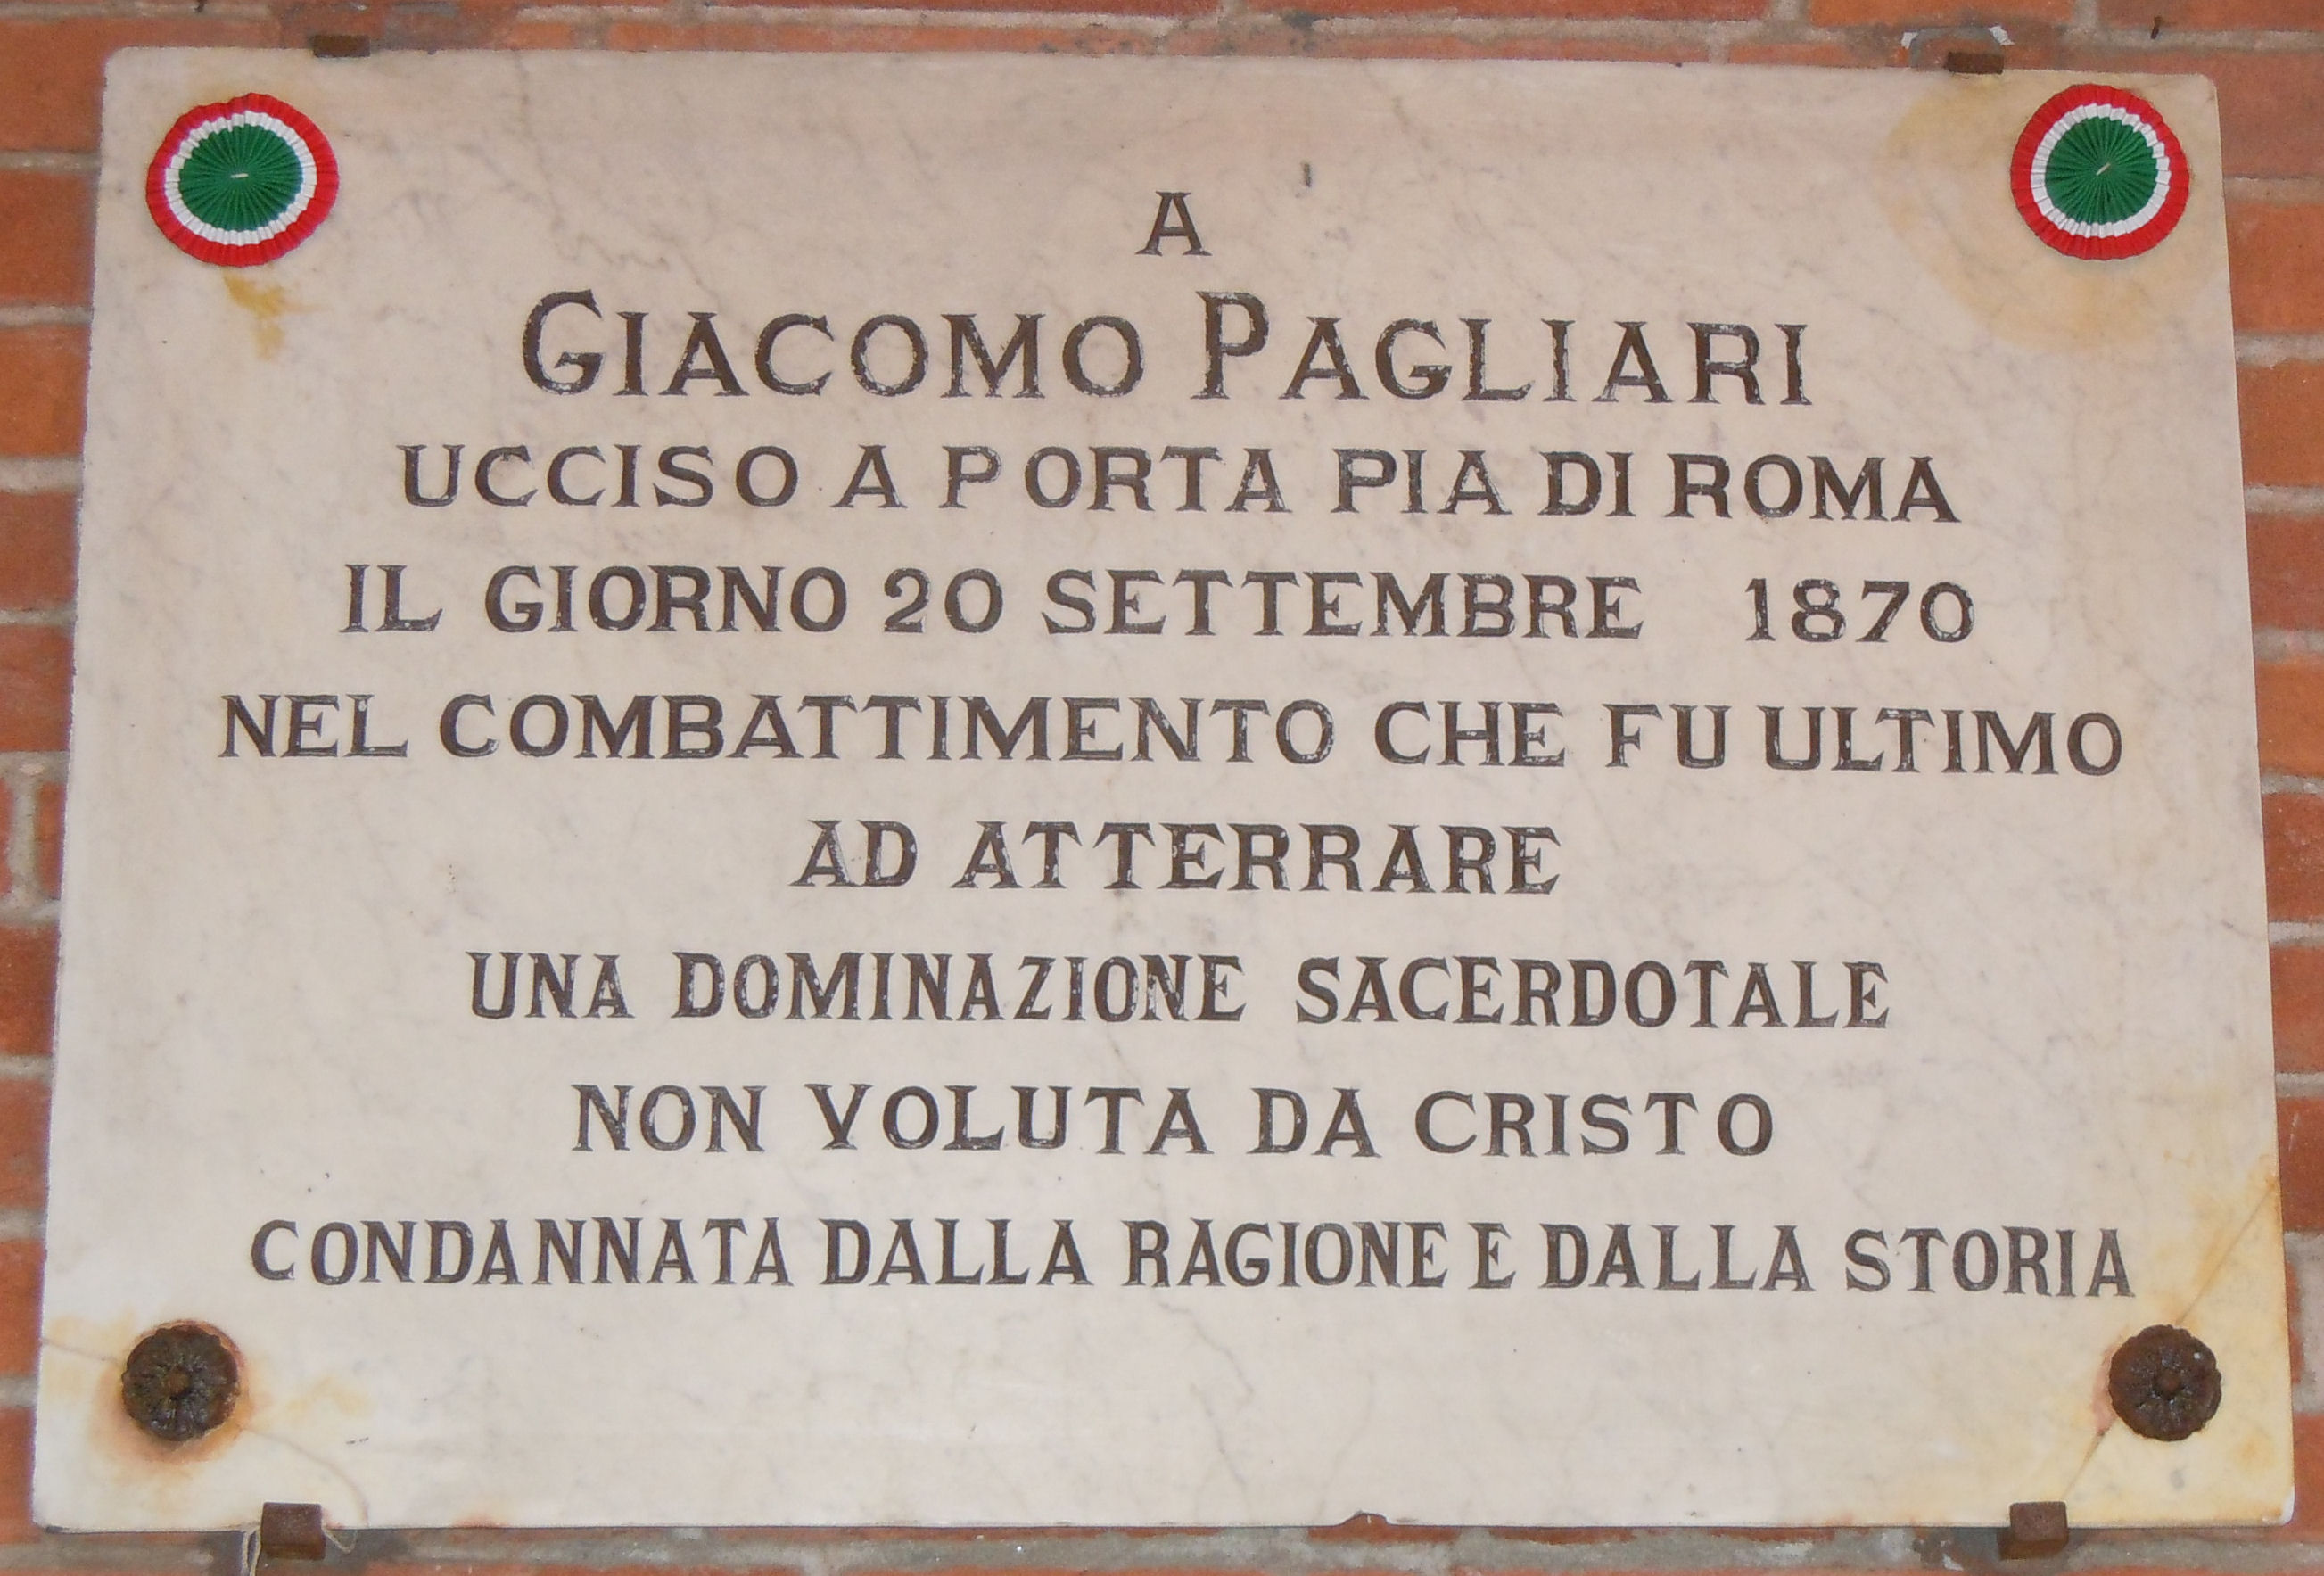 A
GIACOMO PAGLIARI
UCCISO A PORTA PIA DI ROMA
IL GIORNO 20 SETTEMBRE 1870
NEL COMBATTIMENTO CHE FU ULTIMO
AD ATTERRARE
UNA DOMINAZIONE SACERDOTALE
NON VOLUTA DA CRISTO
CONDANNATA DALLA RAGIONE E DALLA STORIA